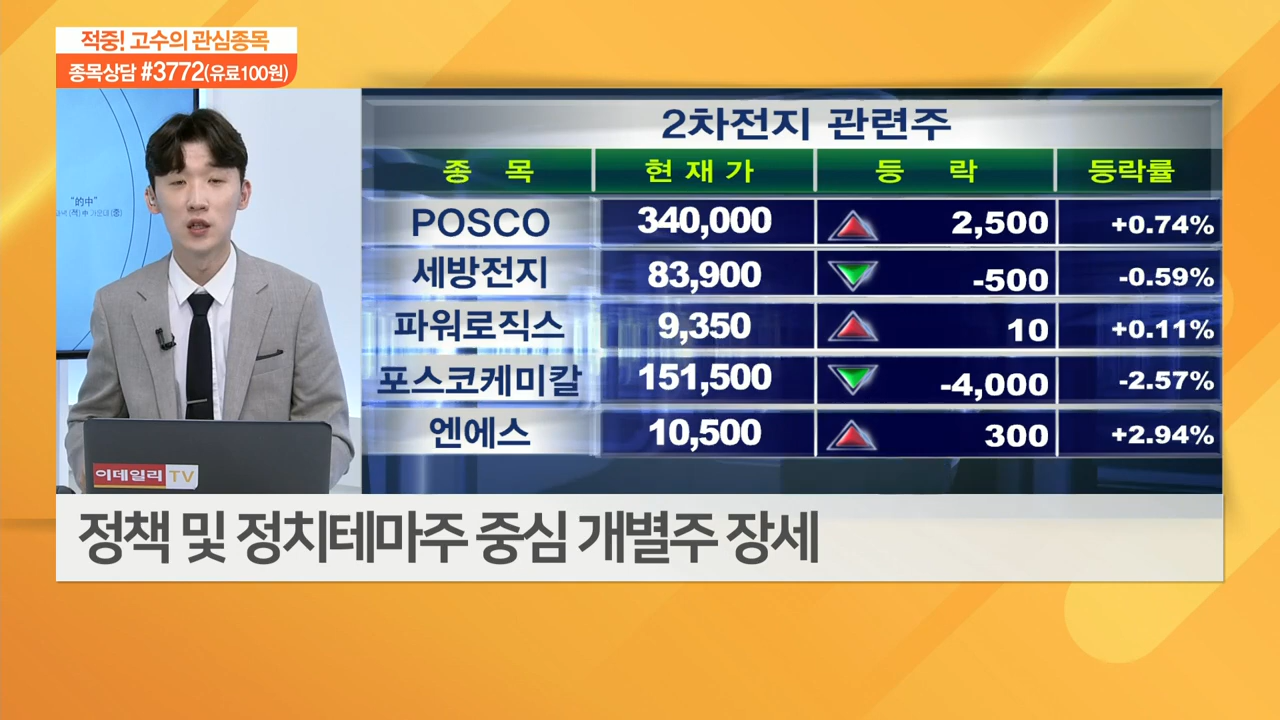 적중! 고수의 관심종목
종목상담 #3772(유료100원)
"的中"
2차전지 관련주
종 목 현 재 가 등 락 등락률
POSCO 340,000 2,500 +0.74%
세방전지 83,900 -500 -0.59%
파워로직스 9,350 10 +0.11%
포스코케미칼 151,500 -4,000 -2.57%
엔에스 10,500 300 +2.94%
이데일리 TV
정책 및 정치테마주 중심 개별주 장세